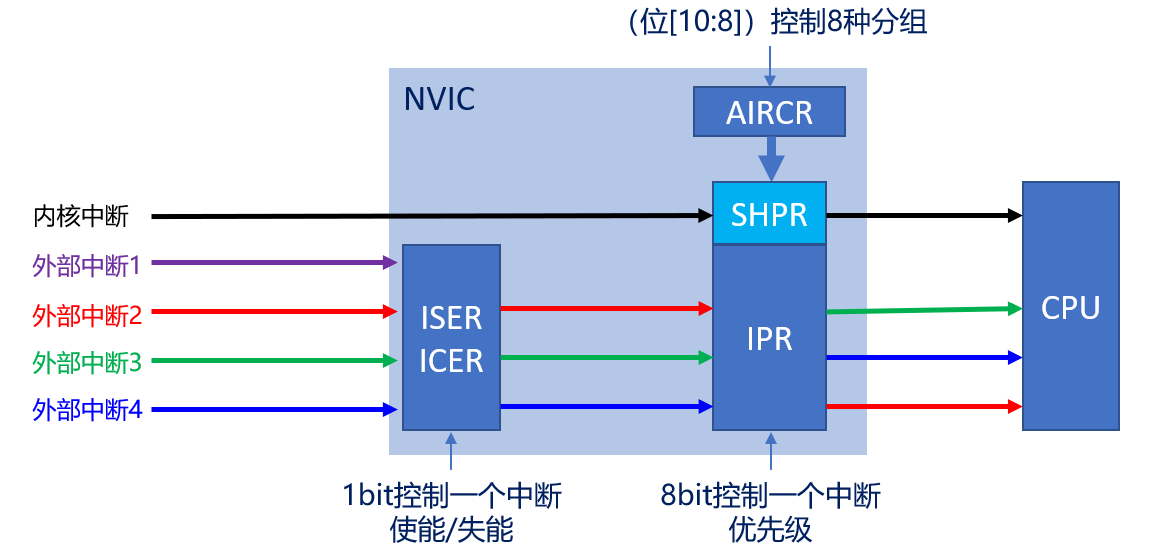 （位[10:8]）控制8种分组
NVIC
AIRCR
内核中断
SHPR
外部中断1
外部中断2
ISER
外部中断3
ICER
IPR
CPU
外部中断4
1bit控制一个中断
使能/失能
8bit控制一个中断
优先级